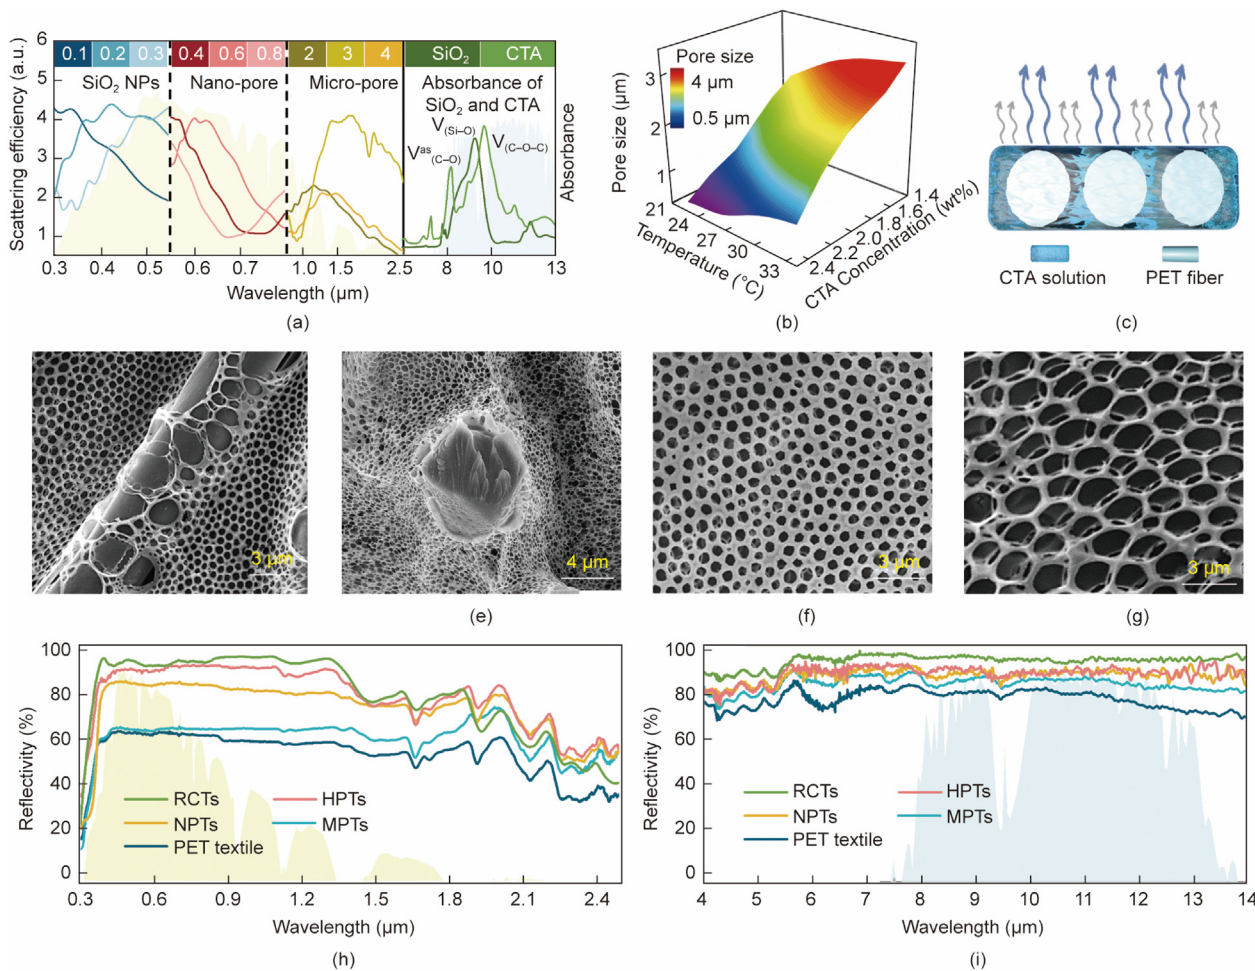 6
5
4
3
2
1
Scattering efficiency (a.u.)
0.1 0.2 0.3 0.4 0.6 0.8 2 3 4 SiO₂ CTA
SiO₂ NPs Nano-pore Micro-pore Absorbance of
SiO₂ and CTA
V(Si–O)
Vas(C–O)
V(C–O–C)
Absorbance
0.3 0.4 0.5 0.6 0.7 1.0 1.5 2.5 8 10 13
Wavelength (μm)
(a)
Pore size (μm)
3
2
1
Pore size
4 μm
0.5 μm
21
24
27
30
33
Temperature (°C)
2.4
2.2
2.0
1.8
1.6
1.4
CTA Concentration (wt%)
(b)
CTA solution PET fiber
(c)
3 μm
4 μm
(e)
3 μm
(f)
3 μm
(g)
100
80
60
40
20
0
Reflectivity (%)
RCTs HPTs
NPTs MPTs
PET textile
0.3 0.6 0.9 1.2 1.5 1.8 2.1 2.4
Wavelength (μm)
(h)
100
80
60
40
20
0
Reflectivity (%)
RCTs HPTs
NPTs MPTs
PET textile
4 5 6 7 8 9 10 11 12 13 14
Wavelength (μm)
(i)